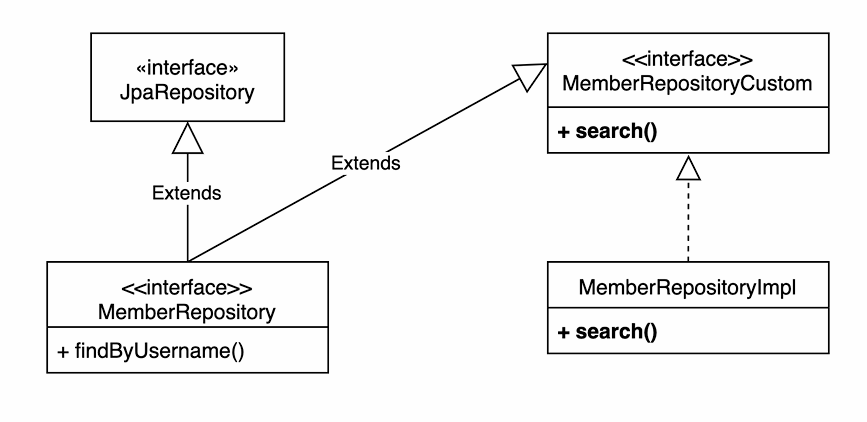 «interface»
JpaRepository
<<interface>>
MemberRepositoryCustom
+ search()
Extends
Extends
<<interface>>
MemberRepository
+ findByUsername()
MemberRepositoryImpl
+ search()